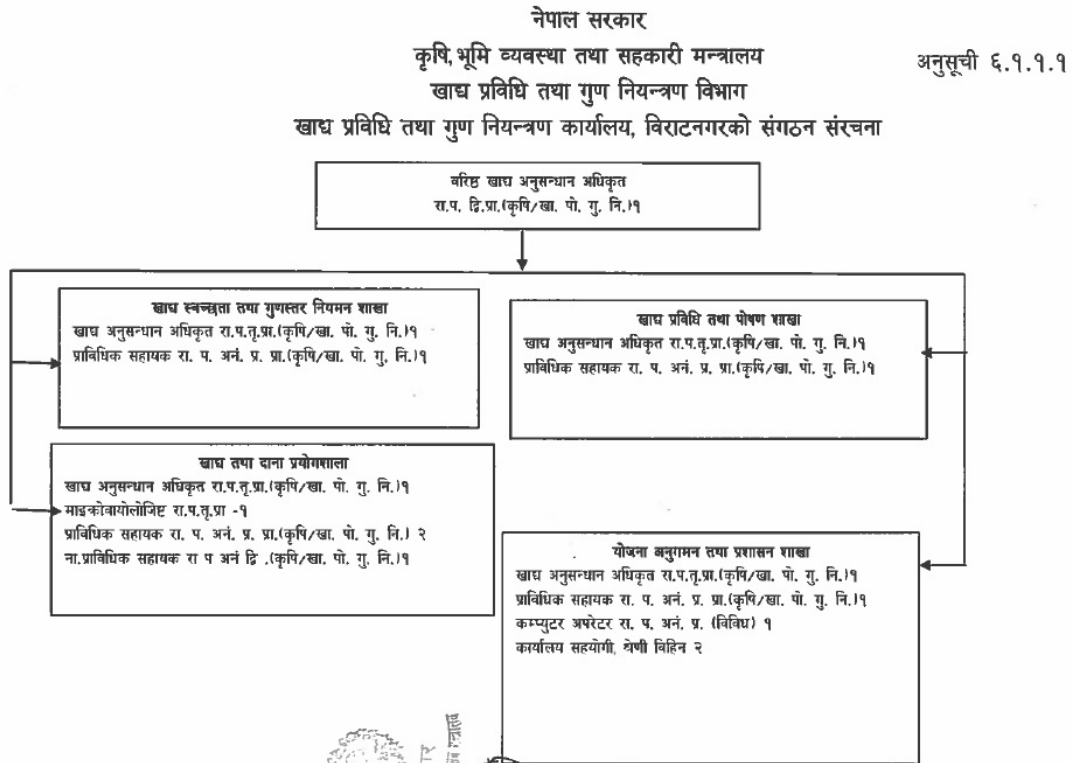 नेपाल सरकार
कृषि, भूमि व्यवस्था तथा सहकारी मन्त्रालय
अनुसूची ६.१.१.१
खाद्य प्रविधि तथा गुण नियन्त्रण विभाग
खाद्य प्रविधि तथा गुण नियन्त्रण कार्यालय, विराटनगरको संगठन संरचना
वरिष्ठ खाद्य अनुसन्धान अधिकृत
रा.प. द्वि.प्रा.(कृषि/खा. पो. गु. नि.)१
खाद्य स्वच्छता तथा गुणस्तर नियमन शाखा
खाद्य अनुसन्धान अधिकृत रा.प.तृ.प्रा.(कृषि/खा. पो. गु. नि.)१
प्राविधिक सहायक रा. प. अनं. प्र. प्रा.(कृषि/खा. पो. गु. नि.)१
खाद्य प्रविधि तथा पोषण शाखा
खाद्य अनुसन्धान अधिकृत रा.प.तृ.प्रा.(कृषि/खा. पो. गु. नि.)१
प्राविधिक सहायक रा. प. अनं. प्र. प्रा.(कृषि/खा. पो. गु. नि.)१
खाद्य तथा दाना प्रयोगशाला
खाद्य अनुसन्धान अधिकृत रा.प.तृ.प्रा.(कृषि/खा. पो. गु. नि.)१
माइक्रोवायोलोजिष्ट रा.प.तृ.प्रा -१
प्राविधिक सहायक रा. प. अनं. प्र. प्रा.(कृषि/खा. पो. गु. नि.) २
ना.प्राविधिक सहायक रा प अनं द्वि .(कृषि/खा. पो. गु. नि.)१
योजना अनुगमन तथा प्रशासन शाखा
खाद्य अनुसन्धान अधिकृत रा.प.तृ.प्रा.(कृषि/खा. पो. गु. नि.)१
प्राविधिक सहायक रा. प. अनं. प्र. प्रा.(कृषि/खा. पो. गु. नि.)१
कम्प्युटर अपरेटर रा. प. अनं. प्र. (विविध) १
कार्यालय सहयोगी, श्रेणी विहिन २